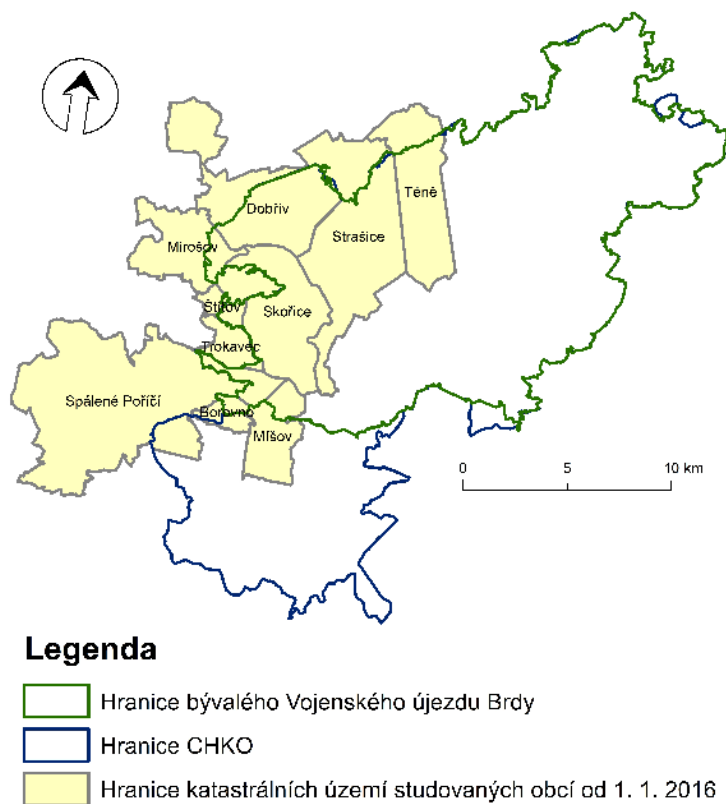 Těně
Dobřív
Strašice
Mirošov
Štítov
Skořice
Trokavec
Spálené Poříčí
Borovno
Míšov
0 5 10 km
Legenda
Hranice bývalého Vojenského újezdu Brdy
Hranice CHKO
Hranice katastrálních území studovaných obcí od 1. 1. 2016